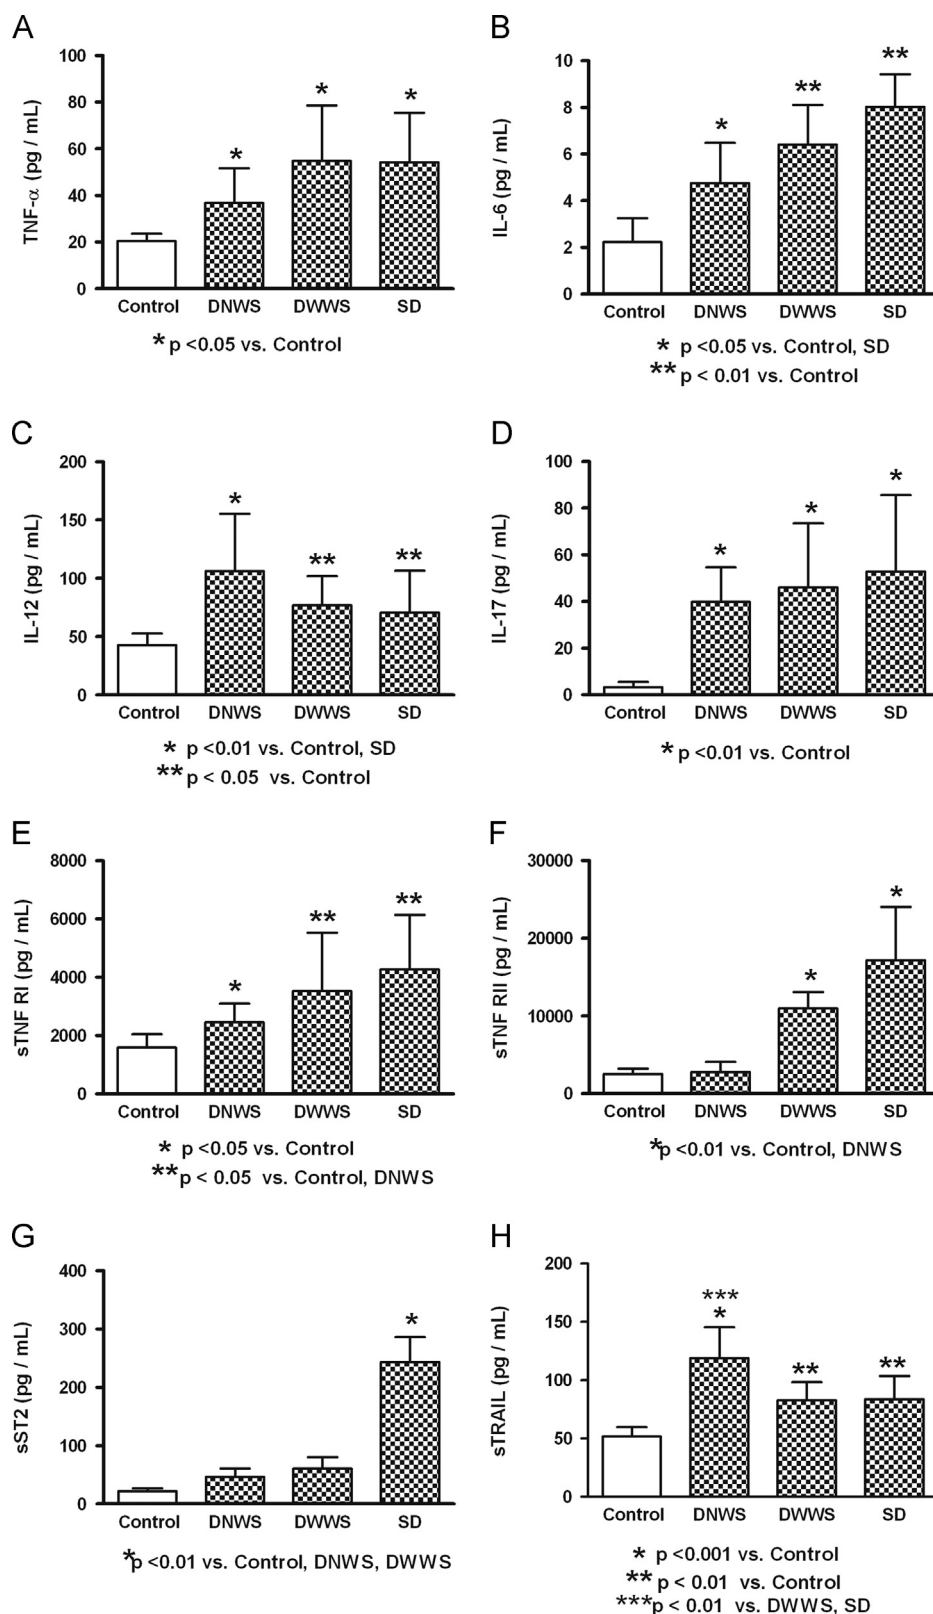 A
TNF-α (pg / mL)
100
80
60
40
20
0
* * *
Control DNWS DWWS SD
* p <0.05 vs. Control
B
IL-6 (pg / mL)
10
8
6
4
2
0
* ** **
Control DNWS DWWS SD
* p <0.05 vs. Control, SD
** p < 0.01 vs. Control
C
IL-12 (pg / mL)
200
150
100
50
0
* ** **
Control DNWS DWWS SD
* p <0.01 vs. Control, SD
** p < 0.05 vs. Control
D
IL-17 (pg / mL)
100
80
60
40
20
0
* * *
Control DNWS DWWS SD
* p <0.01 vs. Control
E
sTNF RI (pg / mL)
8000
6000
4000
2000
0
* ** **
Control DNWS DWWS SD
* p <0.05 vs. Control
** p < 0.05 vs. Control, DNWS
F
sTNF RII (pg / mL)
30000
20000
10000
0
* *
Control DNWS DWWS SD
*p <0.01 vs. Control, DNWS
G
sST2 (pg / mL)
400
300
200
100
0
*
Control DNWS DWWS SD
*p <0.01 vs. Control, DNWS, DWWS
H
sTRAIL (pg / mL)
200
150
100
50
0
***
* ** **
Control DNWS DWWS SD
* p <0.001 vs. Control
** p < 0.01 vs. Control
***p < 0.01 vs. DWWS, SD